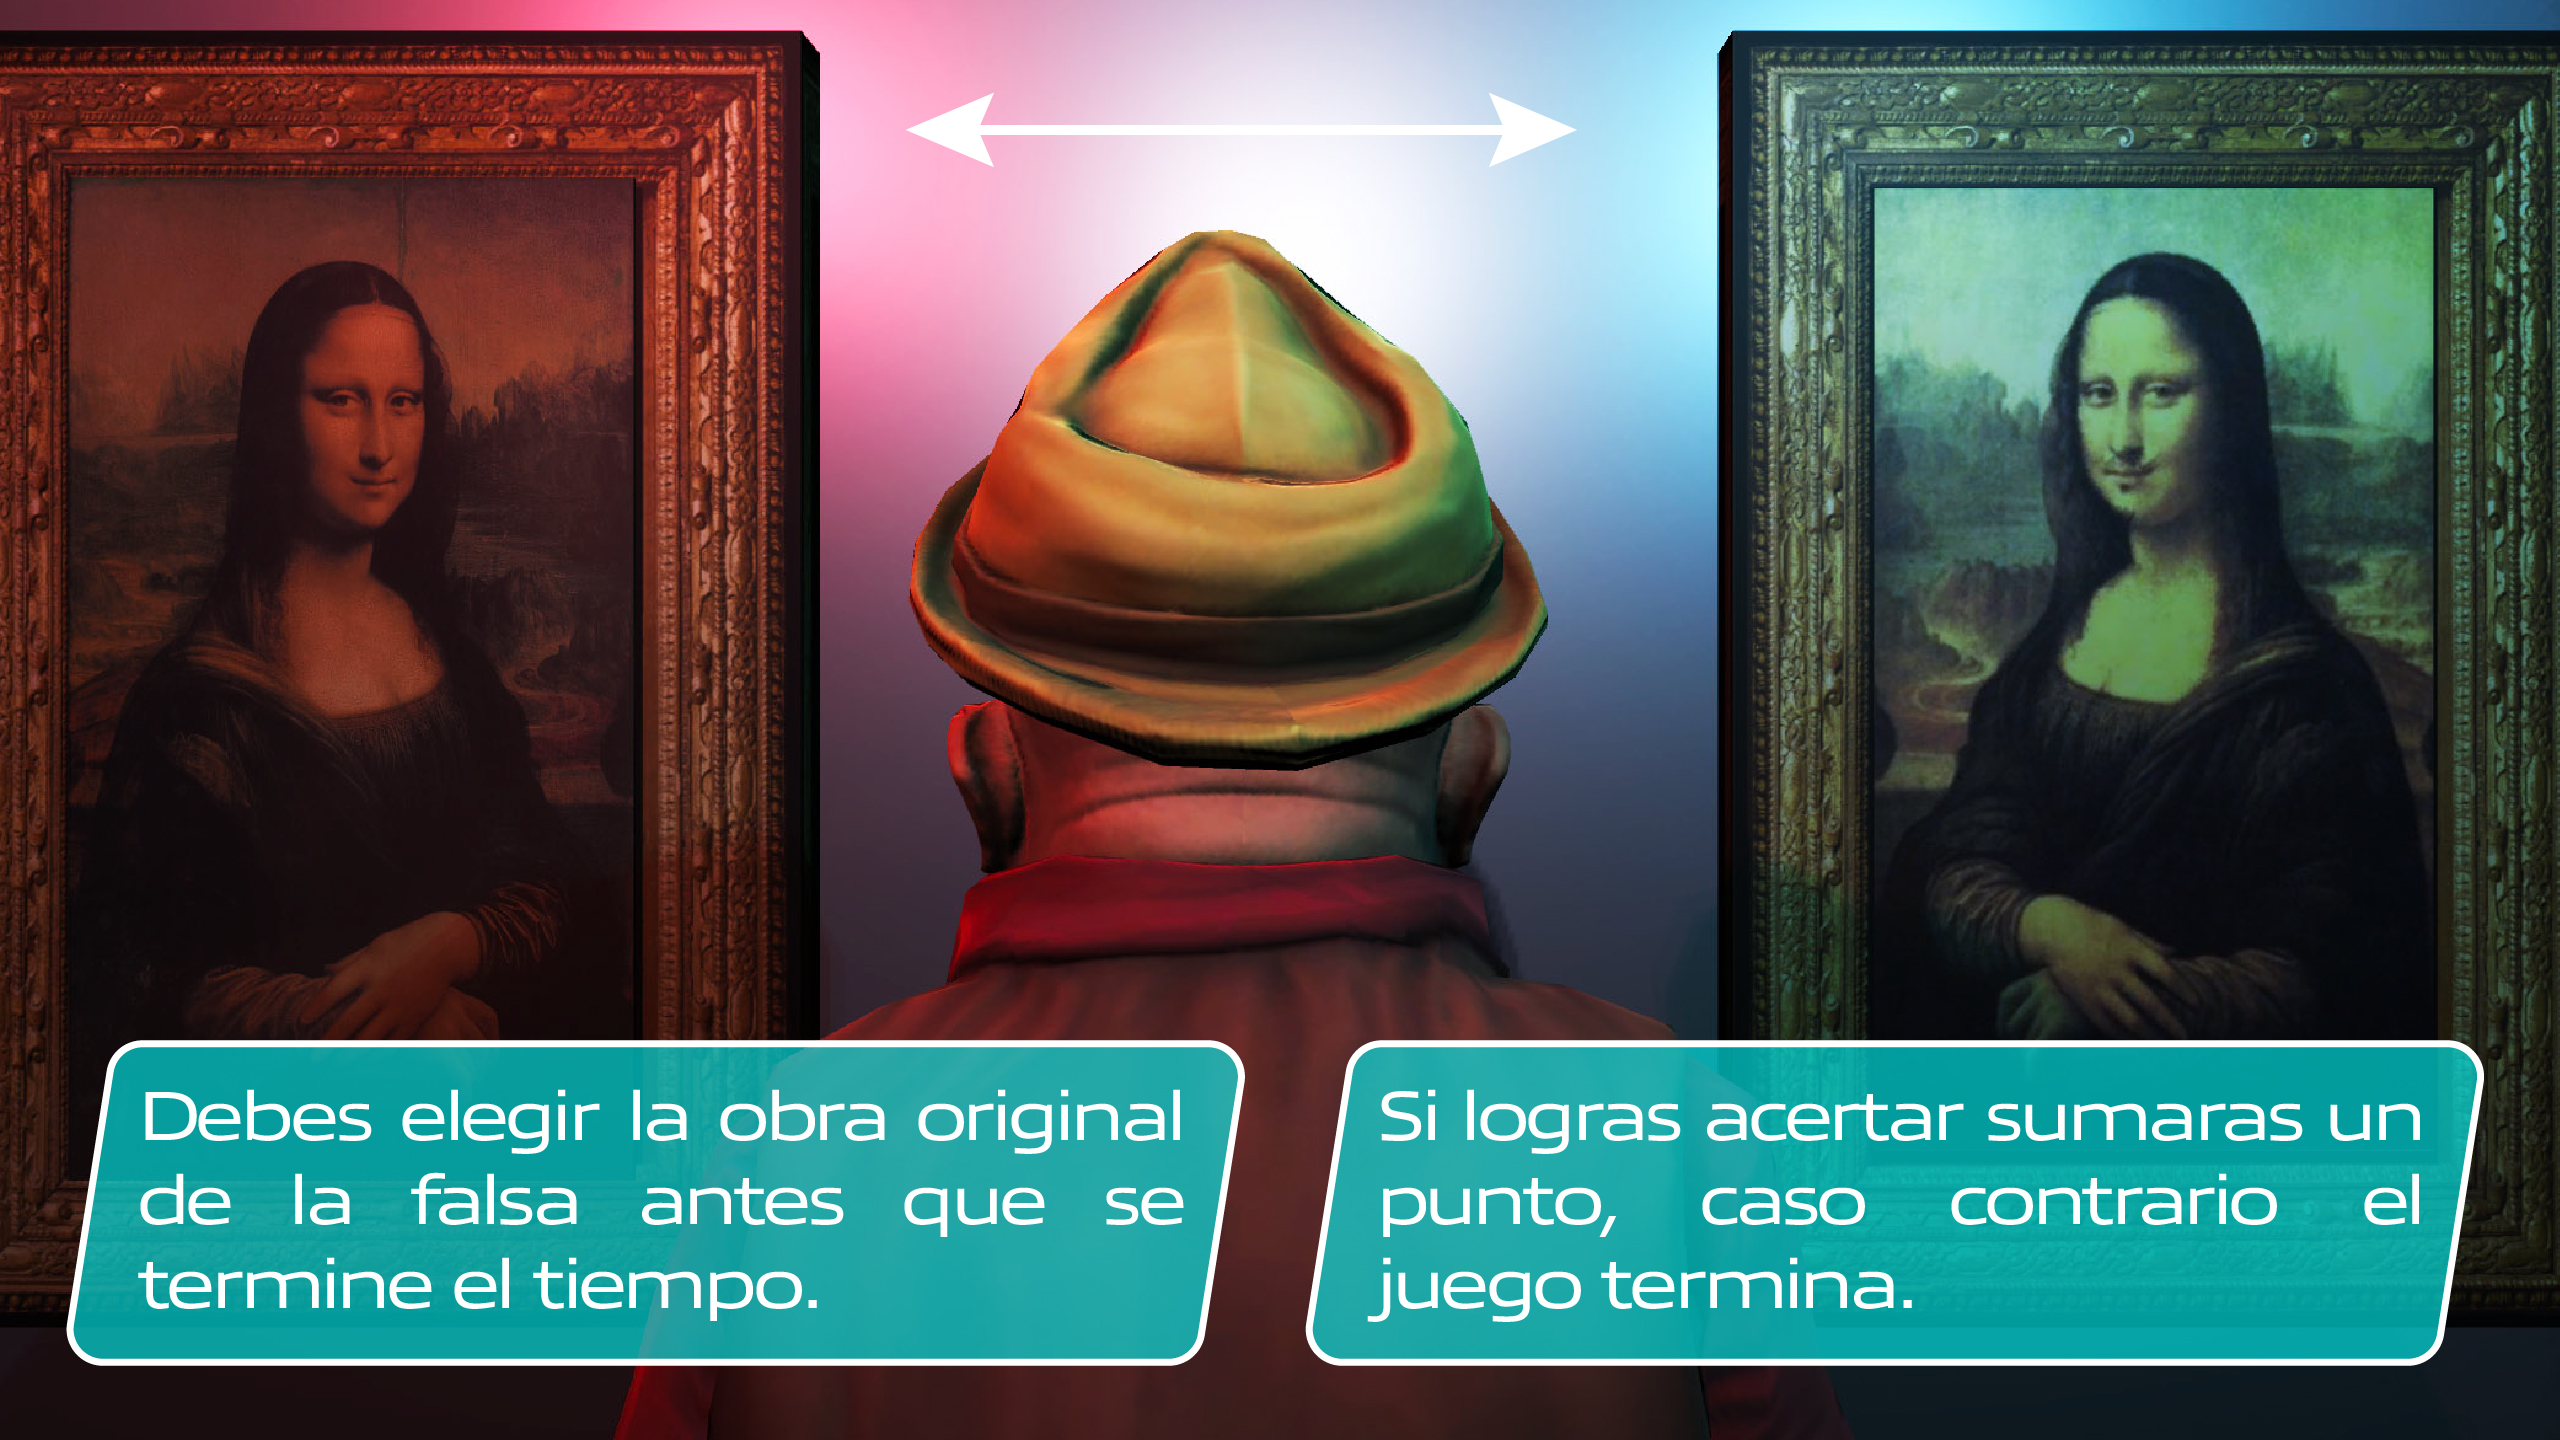 Debes elegir la obra original
de la falsa antes que se
termine el tiempo.
Si logras acertar sumaras un
punto, caso contrario el
juego termina.